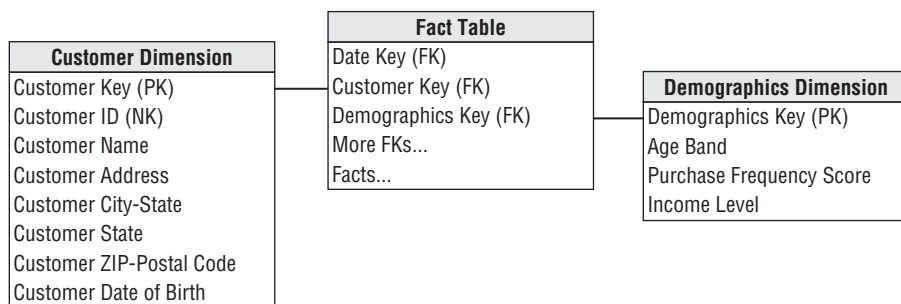 Customer Dimension
Customer Key (PK)
Customer ID (NK)
Customer Name
Customer Address
Customer City-State
Customer State
Customer ZIP-Postal Code
Customer Date of Birth
Fact Table
Date Key (FK)
Customer Key (FK)
Demographics Key (FK)
More FKs...
Facts...
Demographics Dimension
Demographics Key (PK)
Age Band
Purchase Frequency Score
Income Level